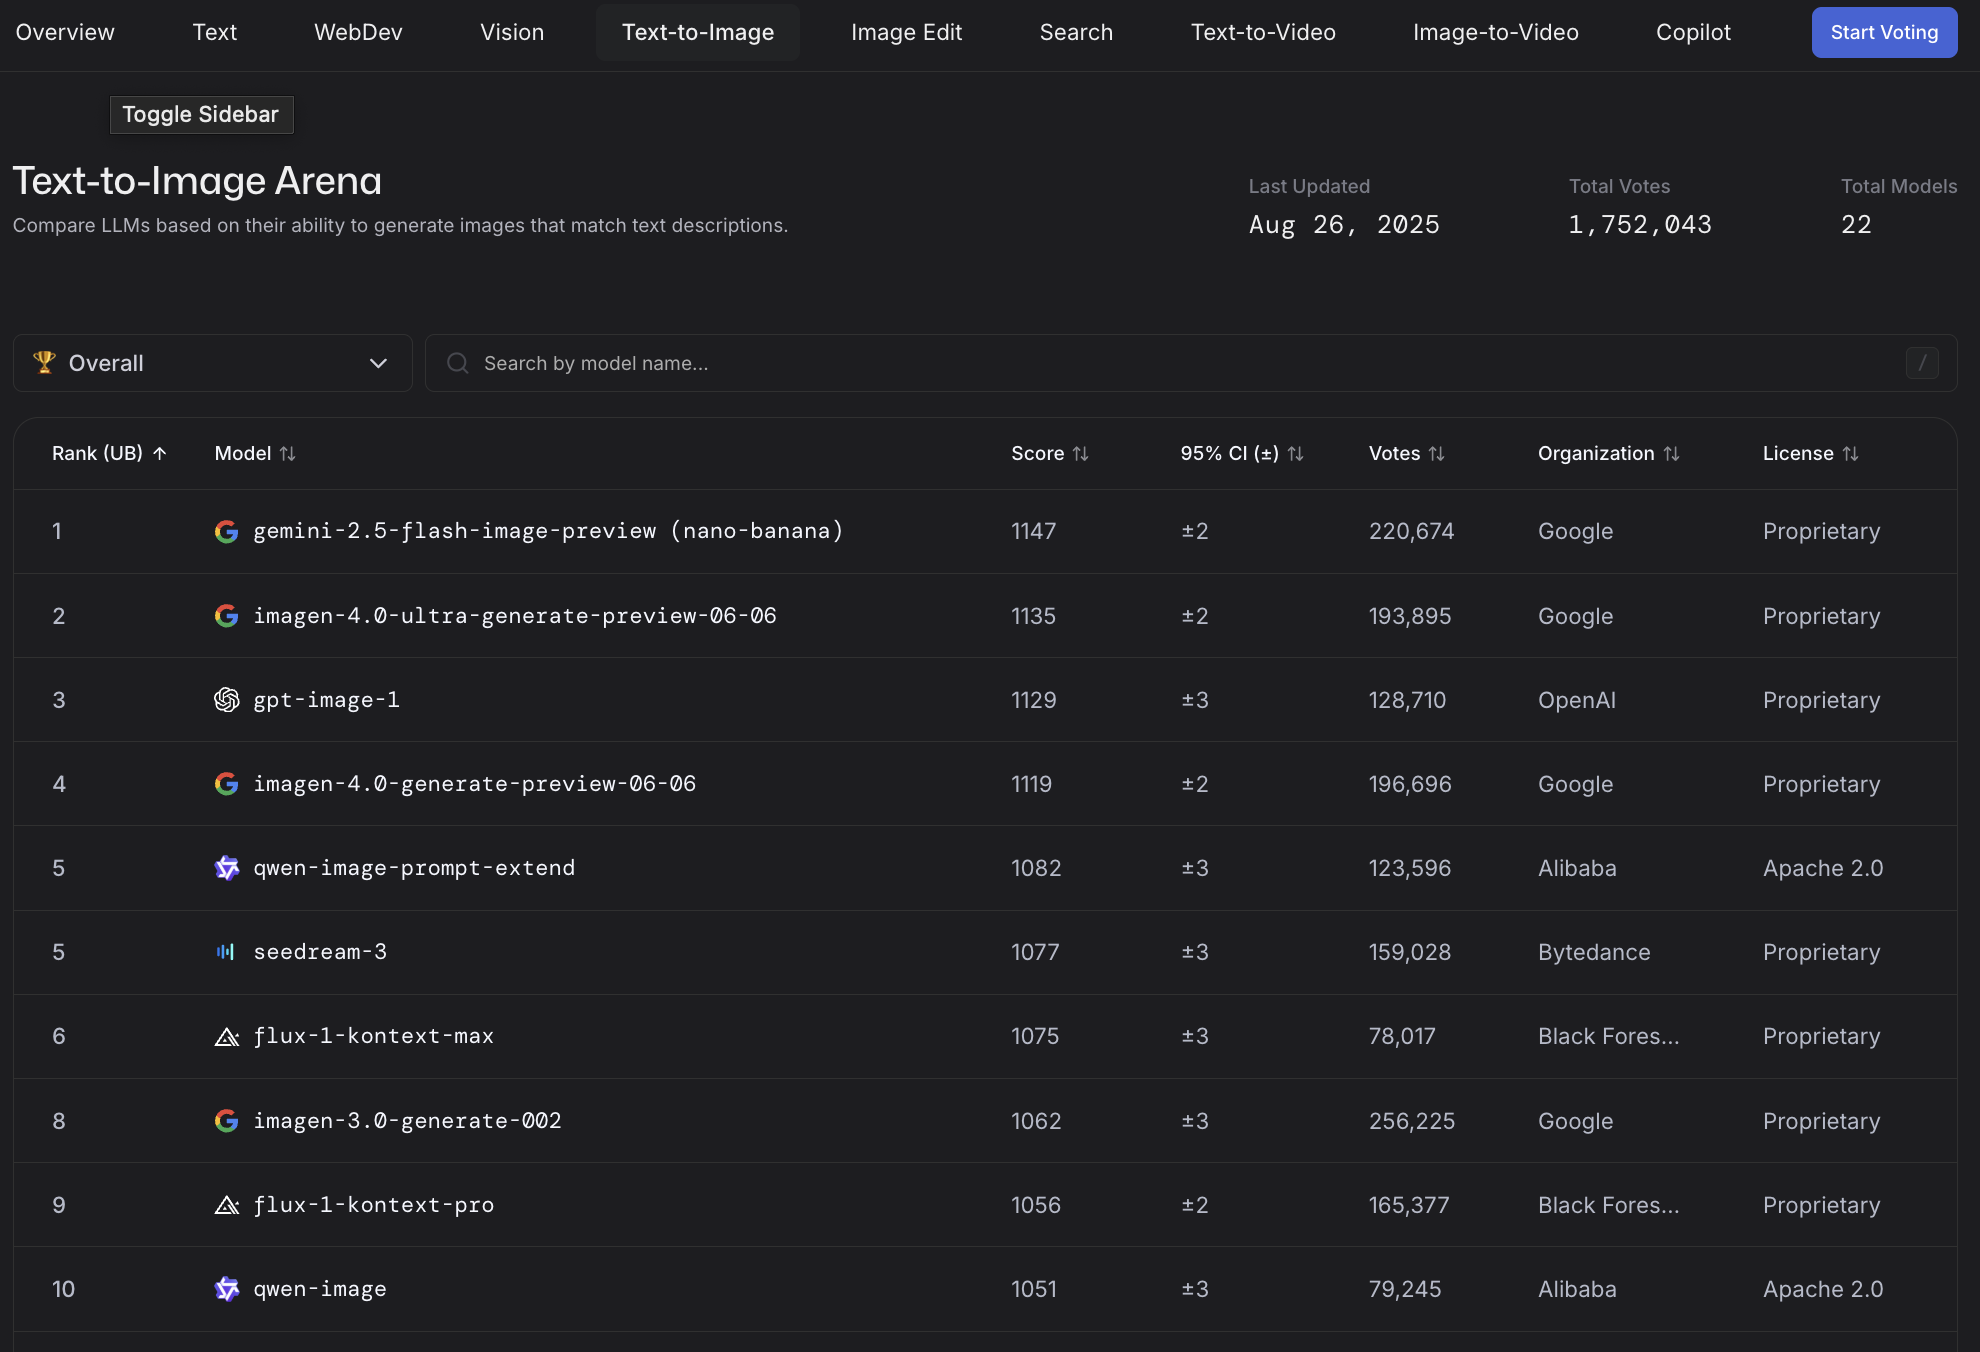 Overview Text WebDev Vision Text-to-Image Image Edit Search Text-to-Video Image-to-Video Copilot Start Voting
Toggle Sidebar
Text-to-Image Arena
Compare LLMs based on their ability to generate images that match text descriptions.
Last Updated Total Votes Total Models
Aug 26, 2025 1,752,043 22
Overall Search by model name... /
Rank (UB) Model Score 95% CI (±) Votes Organization License
1 gemini-2.5-flash-image-preview (nano-banana) 1147 ±2 220,674 Google Proprietary
2 imagen-4.0-ultra-generate-preview-06-06 1135 ±2 193,895 Google Proprietary
3 gpt-image-1 1129 ±3 128,710 OpenAI Proprietary
4 imagen-4.0-generate-preview-06-06 1119 ±2 196,696 Google Proprietary
5 qwen-image-prompt-extend 1082 ±3 123,596 Alibaba Apache 2.0
5 seedream-3 1077 ±3 159,028 Bytedance Proprietary
6 flux-1-kontext-max 1075 ±3 78,017 Black Fores... Proprietary
8 imagen-3.0-generate-002 1062 ±3 256,225 Google Proprietary
9 flux-1-kontext-pro 1056 ±2 165,377 Black Fores... Proprietary
10 qwen-image 1051 ±3 79,245 Alibaba Apache 2.0